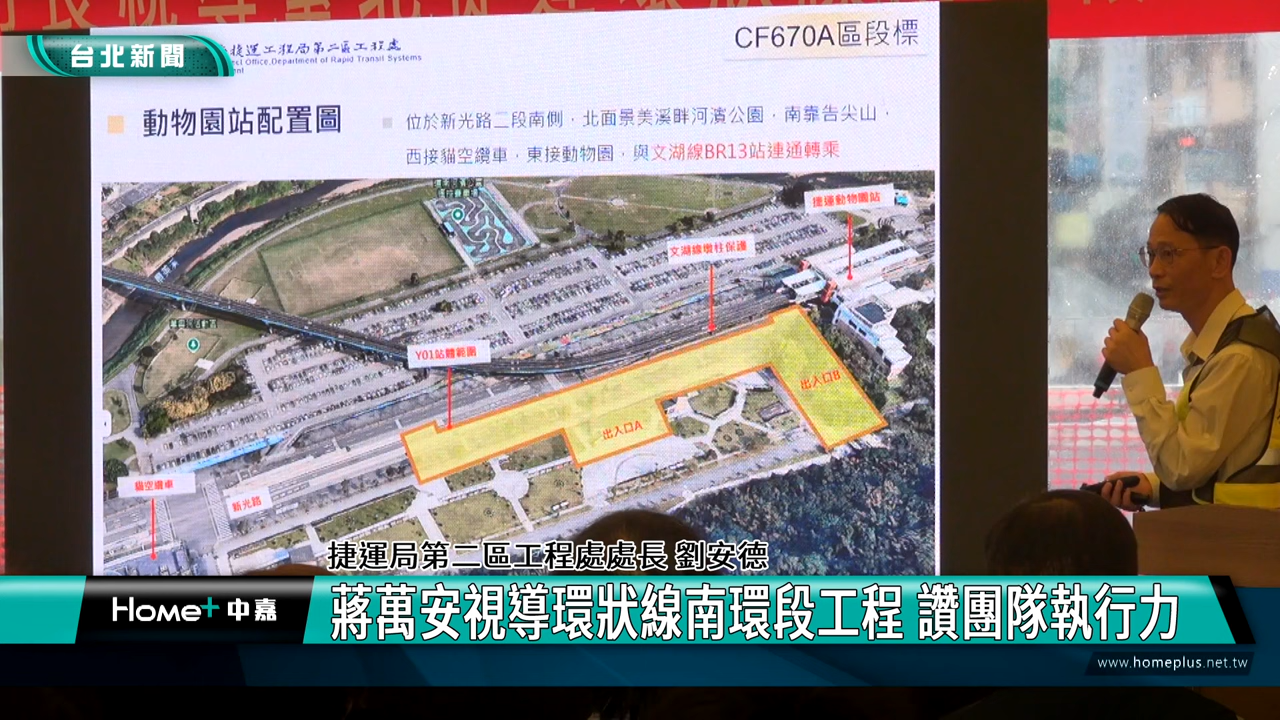 台北新聞
捷運工程局第二區工程處
ect Office,Department of Rapid Transit Systems
CF670A區段標
動物園站配置圖
位於新光路二段南側，北面景美溪畔河濱公園，南靠告尖山，
西接貓空纜車，東接動物園，與文湖線BR13站連通轉乘
捷運動物園站
文湖線墩柱保護
Y01站體範圍
出入口B
出入口A
貓空纜車
新光路
捷運局第二區工程處處長 劉安德
Home+中嘉
蔣萬安視導環狀線南環段工程 讚團隊執行力
www.homeplus.net.tw